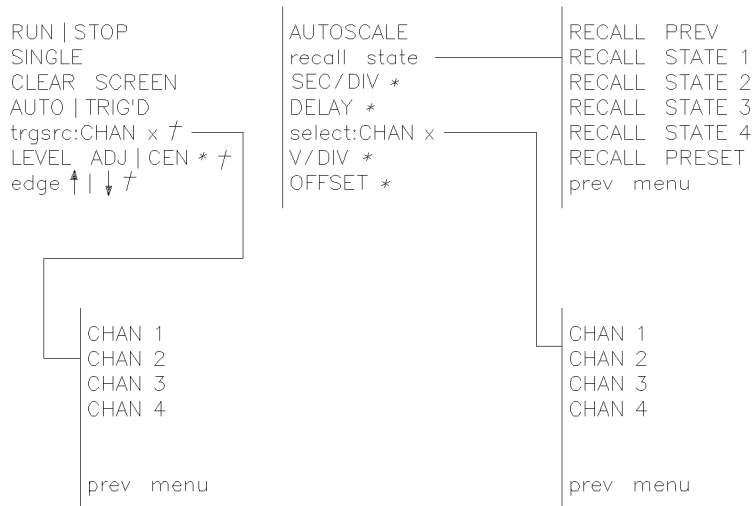 RUN | STOP
SINGLE
CLEAR SCREEN
AUTO | TRIG'D
trgsrc:CHAN x †
LEVEL ADJ | CEN * †
edge ↑ | ↓ †
AUTOSCALE
recall state
SEC/DIV *
DELAY *
select:CHAN x
V/DIV *
OFFSET *
RECALL PREV
RECALL STATE 1
RECALL STATE 2
RECALL STATE 3
RECALL STATE 4
RECALL PRESET
prev menu
CHAN 1
CHAN 2
CHAN 3
CHAN 4
prev menu
CHAN 1
CHAN 2
CHAN 3
CHAN 4
prev menu